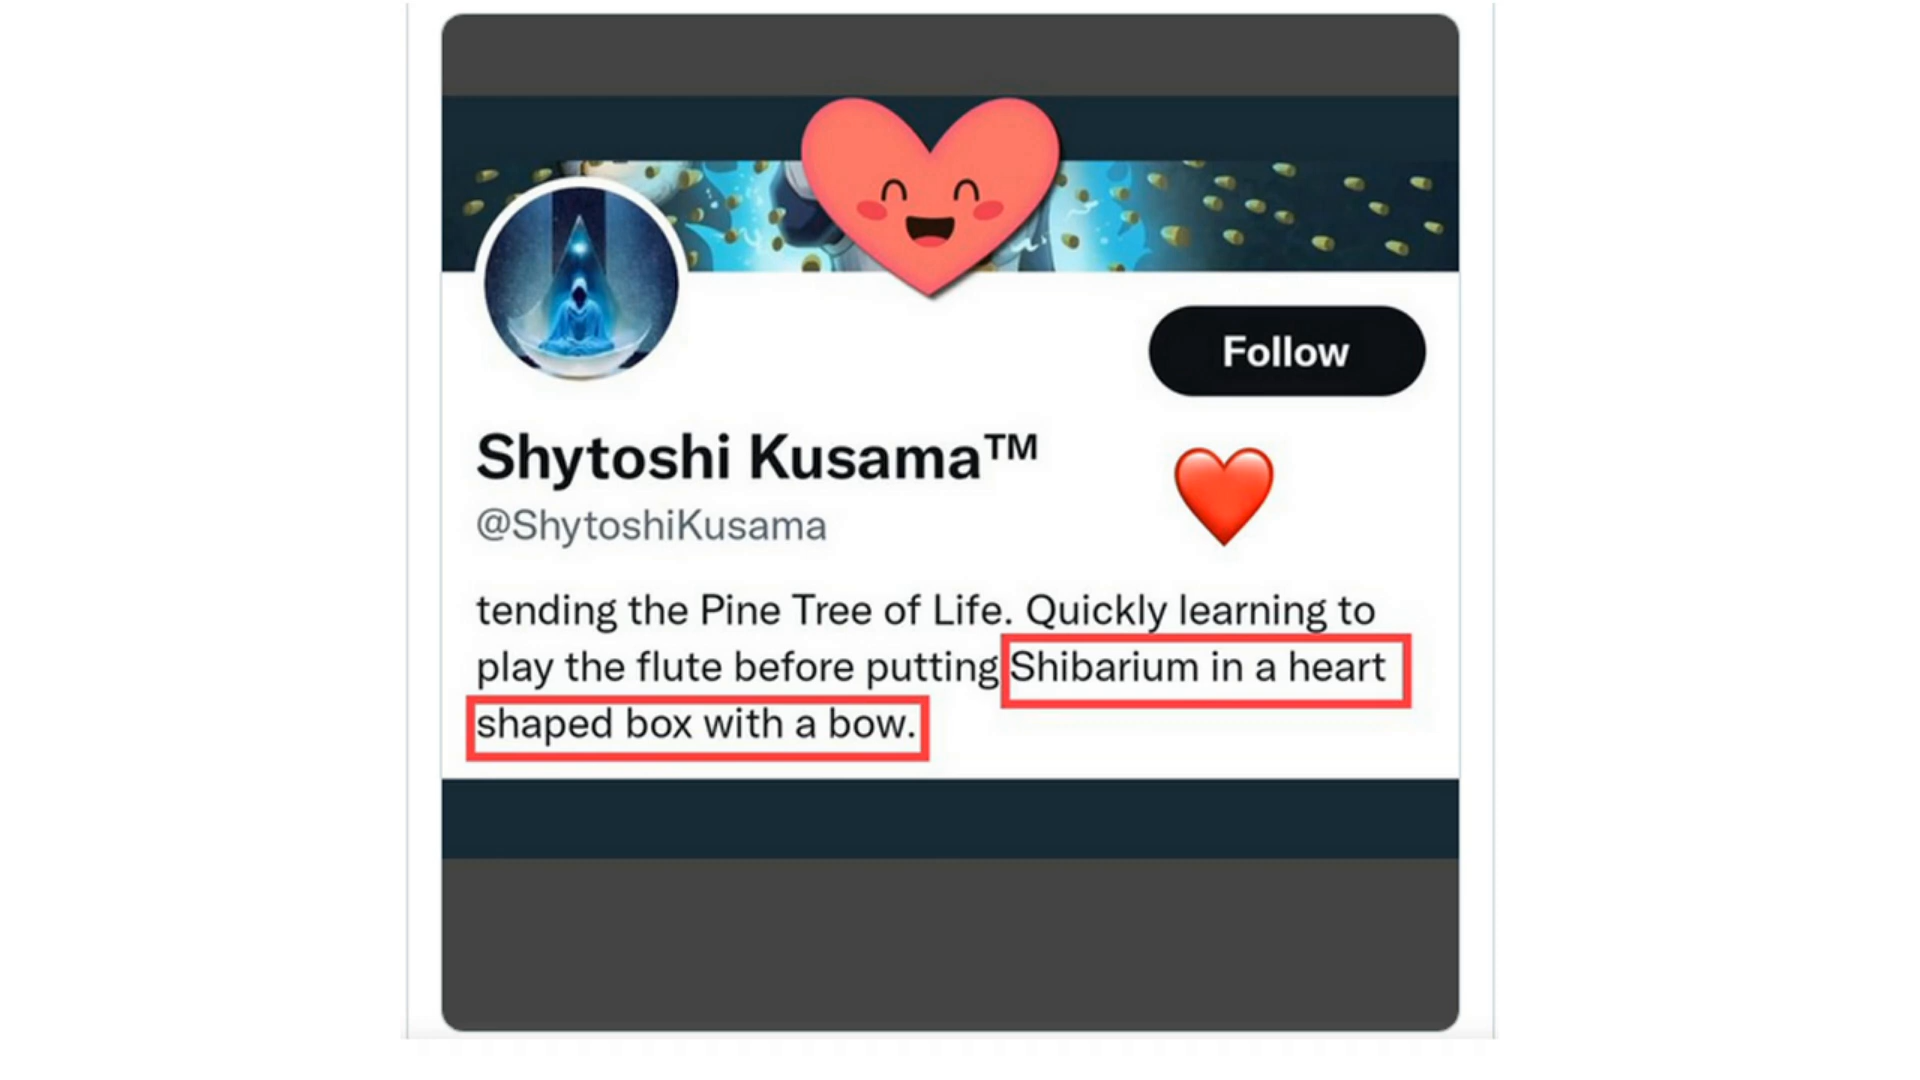 Follow
Shytoshi Kusama™
@ShytoshiKusama
tending the Pine Tree of Life. Quickly learning to
play the flute before putting Shibarium in a heart
shaped box with a bow.